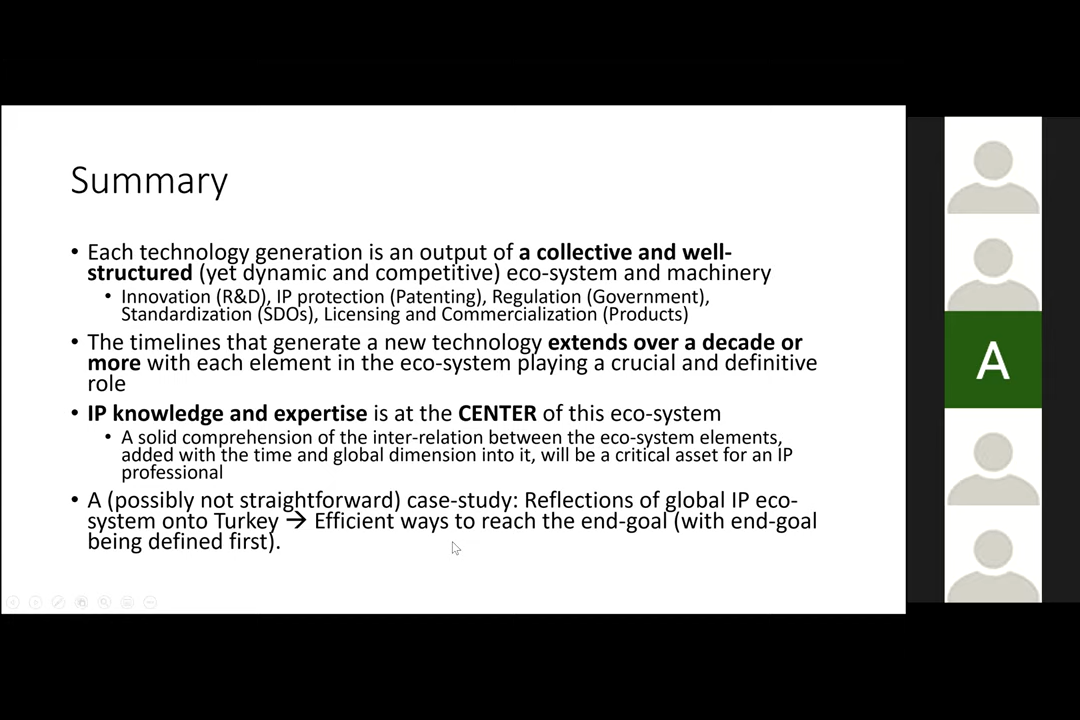 Summary
• Each technology generation is an output of a collective and well-
structured (yet dynamic and competitive) eco-system and machinery
• Innovation (R&D), IP protection (Patenting), Regulation (Government),
Standardization (SDOs), Licensing and Commercialization (Products)
• The timelines that generate a new technology extends over a decade or
more with each element in the eco-system playing a crucial and definitive
role
• IP knowledge and expertise is at the CENTER of this eco-system
• A solid comprehension of the inter-relation between the eco-system elements,
added with the time and global dimension into it, will be a critical asset for an IP
professional
• A (possibly not straightforward) case-study: Reflections of global IP eco-
system onto Turkey → Efficient ways to reach the end-goal (with end-goal
being defined first).
A